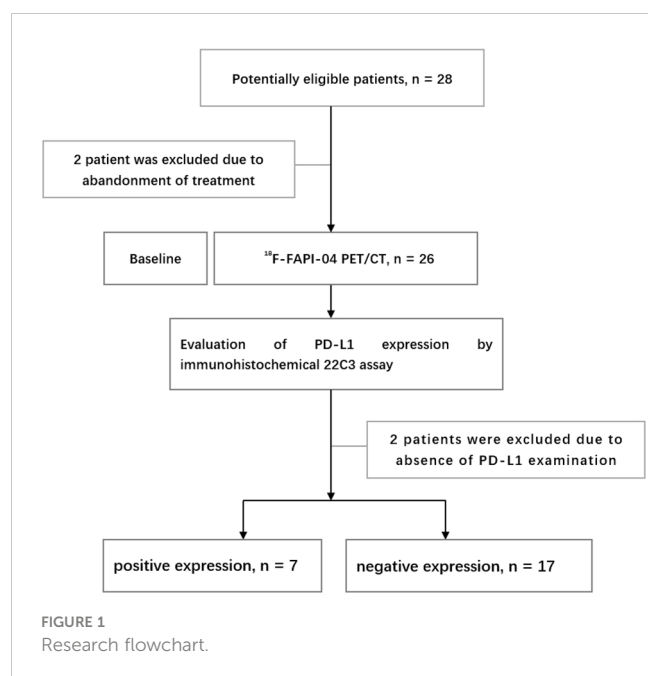 Potentially eligible patients, n = 28
2 patient was excluded due to
abandonment of treatment
Baseline
¹⁸F-FAPI-04 PET/CT, n = 26
Evaluation of PD-L1 expression by
immunohistochemical 22C3 assay
2 patients were excluded due to
absence of PD-L1 examination
positive expression, n = 7
negative expression, n = 17
FIGURE 1
Research flowchart.